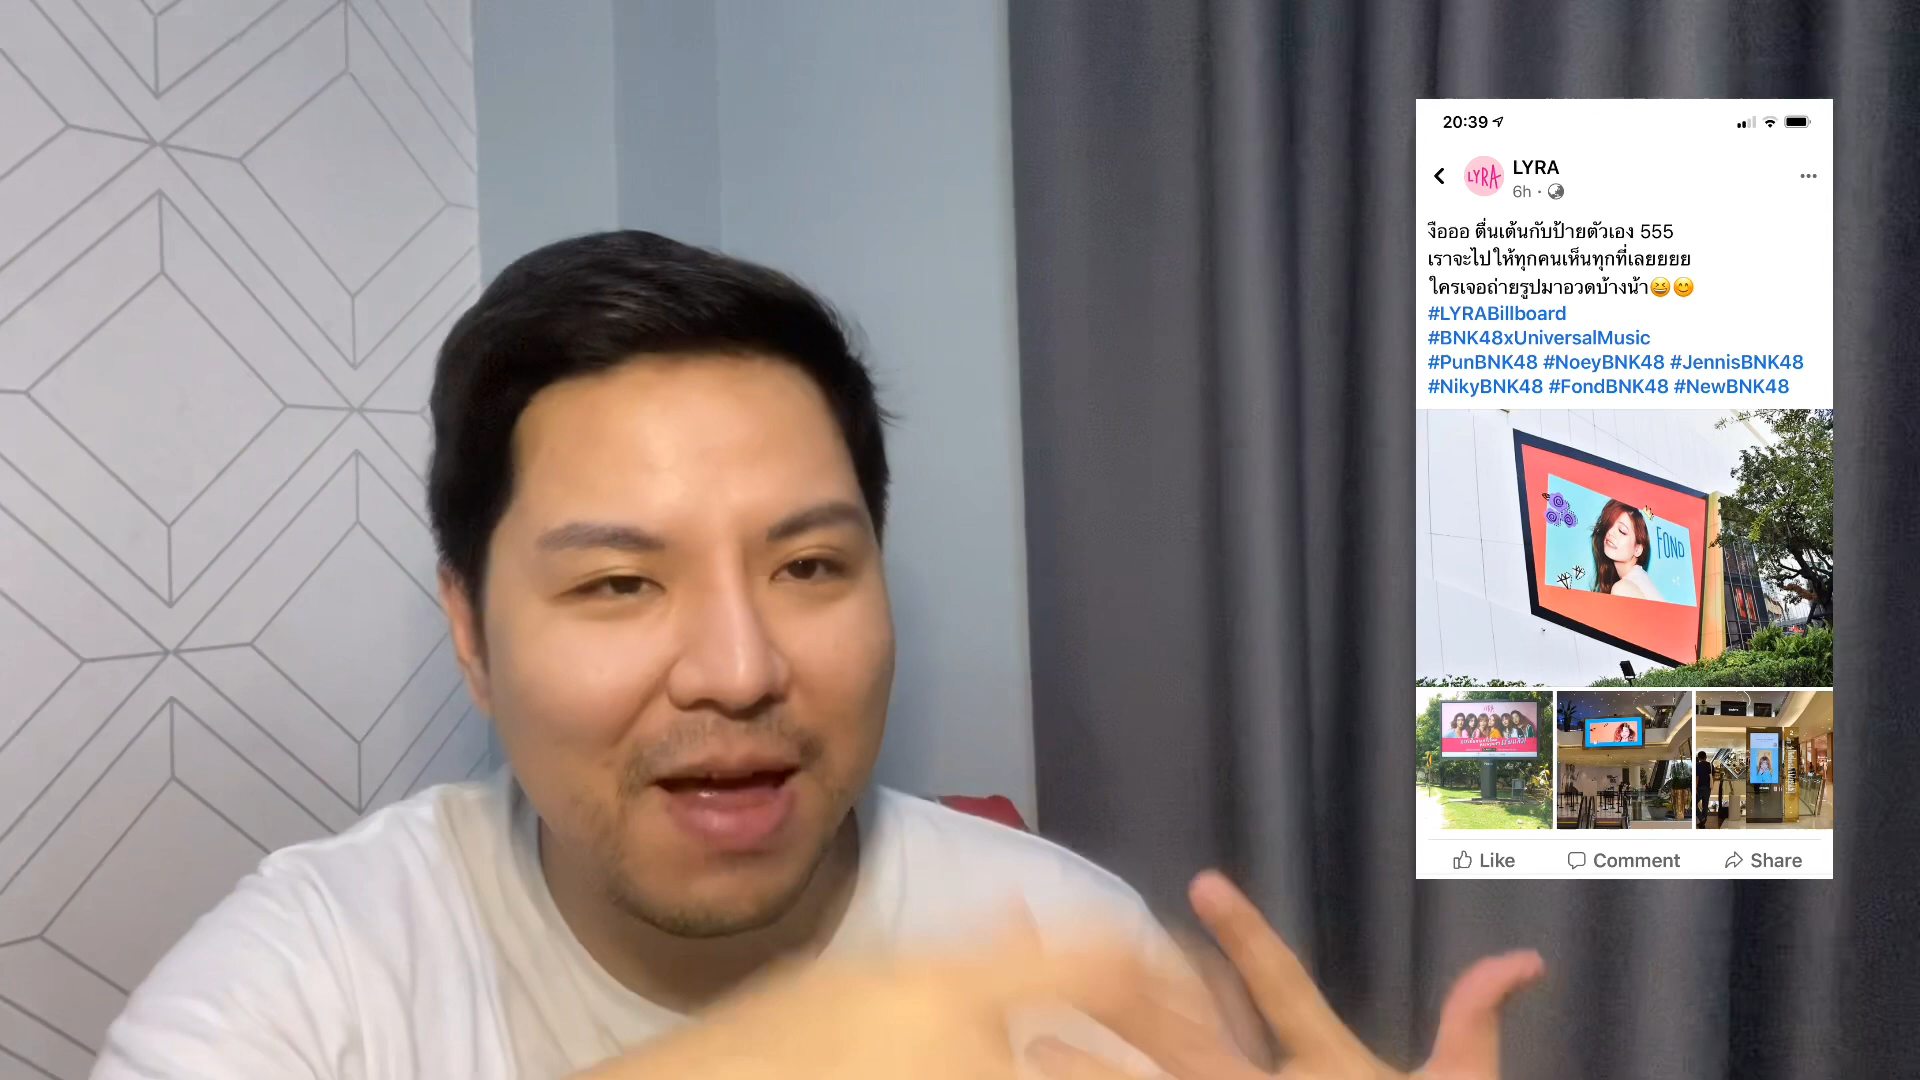 20:39
LYRA
LYRA
6h
งืออออ ตื่นเต้นกับป้ายตัวเอง 555
เราจะไปให้ทุกคนเห็นทุกที่เลยยยย
ใครเจอถ่ายรูปมาอวดบ้างน้า😆😊
#LYRABillboard
#BNK48xUniversalMusic
#PunBNK48 #NoeyBNK48 #JennisBNK48
#NikyBNK48 #FondBNK48 #NewBNK48
FOND
LYRA
Like
Comment
Share